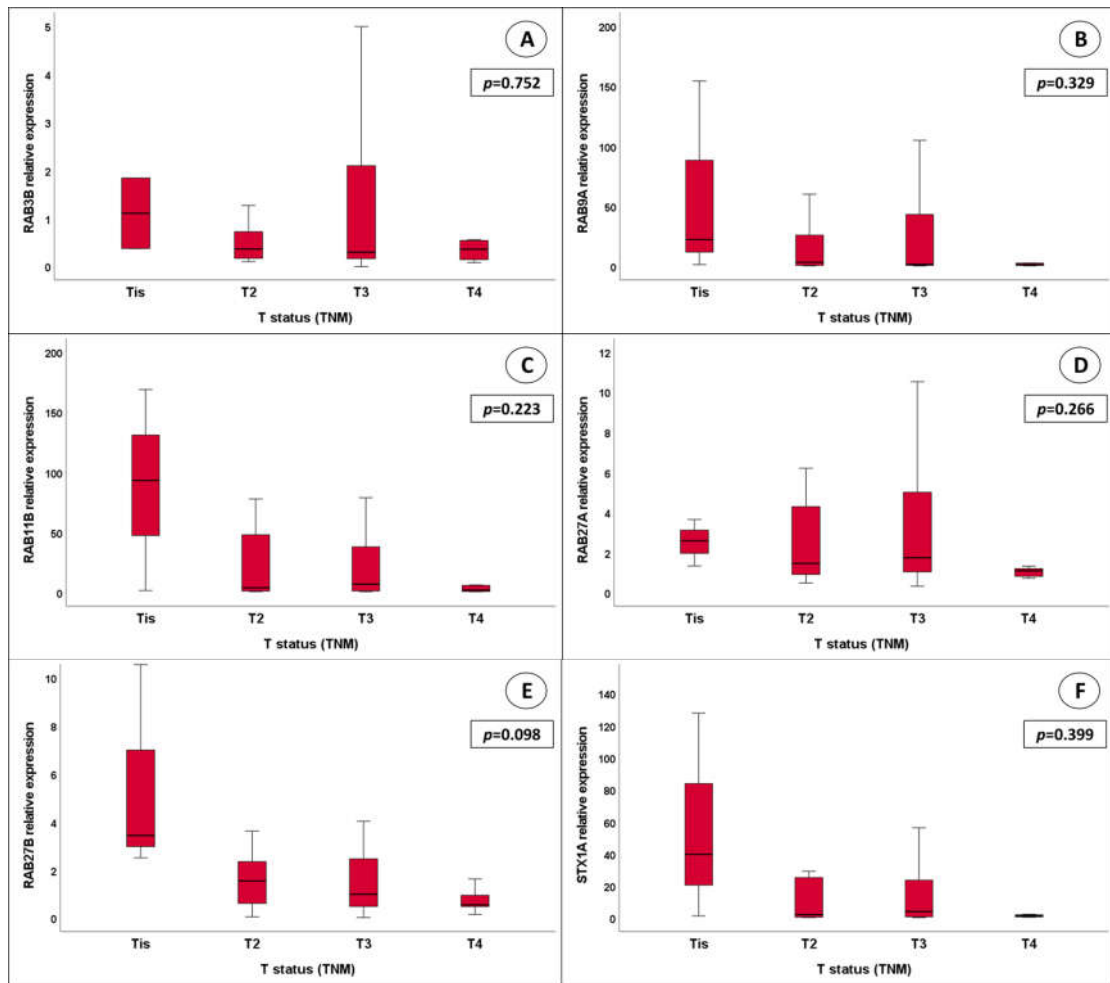 A
p=0.752
RAB3B relative expression
5
4
3
2
1
0
Tis T2 T3 T4
T status (TNM)
B
p=0.329
RAB9A relative expression
200
150
100
50
0
Tis T2 T3 T4
T status (TNM)
C
p=0.223
RAB11B relative expression
200
150
100
50
0
Tis T2 T3 T4
T status (TNM)
D
p=0.266
RAB27A relative expression
12
10
8
6
4
2
0
Tis T2 T3 T4
T status (TNM)
E
p=0.098
RAB27B relative expression
10
8
6
4
2
0
Tis T2 T3 T4
T status (TNM)
F
p=0.399
STX1A relative expression
140
120
100
80
60
40
20
0
Tis T2 T3 T4
T status (TNM)